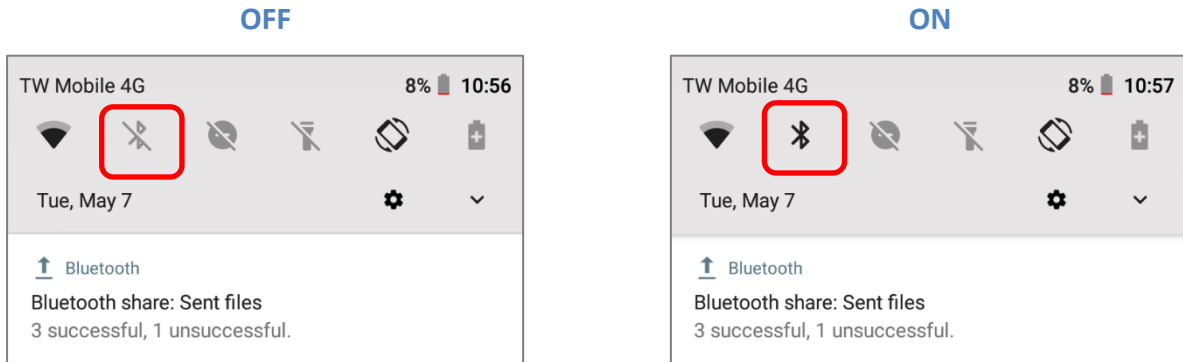 OFF
TW Mobile 4G 8% 10:56
Tue, May 7
Bluetooth
Bluetooth share: Sent files
3 successful, 1 unsuccessful.
ON
TW Mobile 4G 8% 10:57
Tue, May 7
Bluetooth
Bluetooth share: Sent files
3 successful, 1 unsuccessful.